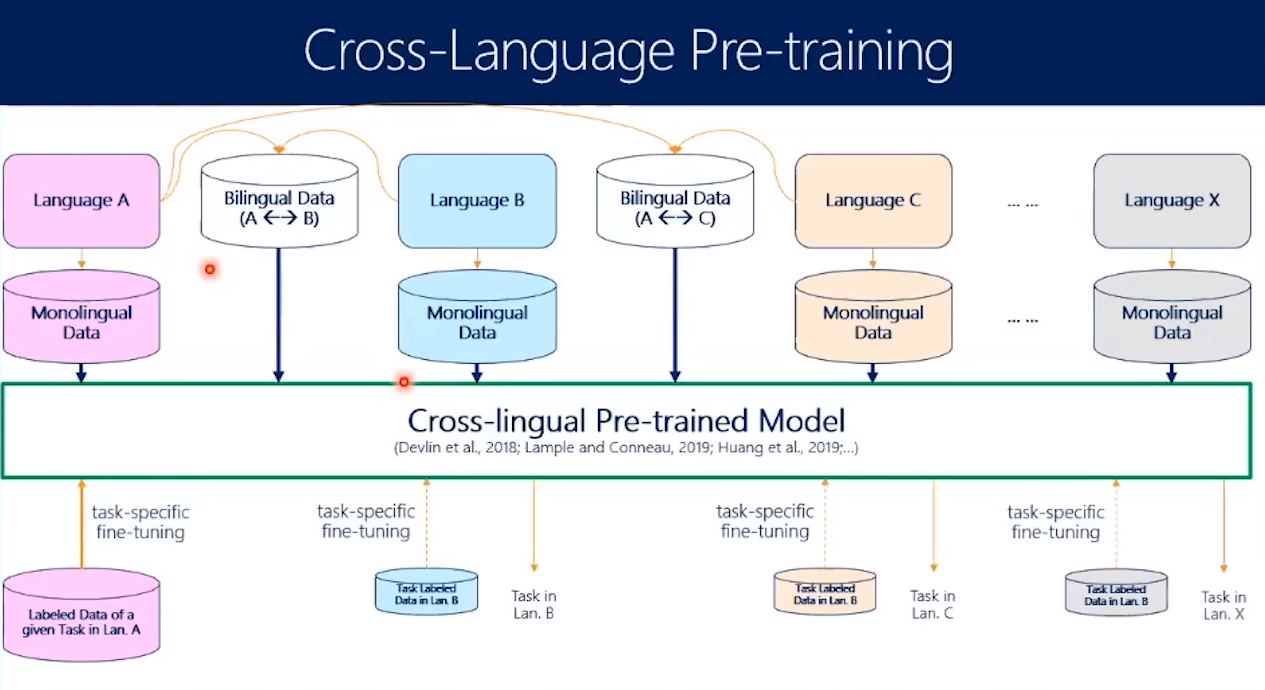 Cross-Language Pre-training
Language A
Bilingual Data
(A <--> B)
Language B
Bilingual Data
(A <--> C)
Language C
... ...
Language X
Monolingual
Data
Monolingual
Data
Monolingual
Data
... ...
Monolingual
Data
Cross-lingual Pre-trained Model
(Devlin et al., 2018; Lample and Conneau, 2019; Huang et al., 2019;...)
task-specific
fine-tuning
task-specific
fine-tuning
task-specific
fine-tuning
task-specific
fine-tuning
Labeled Data of a
given Task in Lan. A
Task Labeled
Data in Lan. B
Task in
Lan. B
Task Labeled
Data in Lan. B
Task in
Lan. C
Task Labeled
Data in Lan. B
Task in
Lan. X